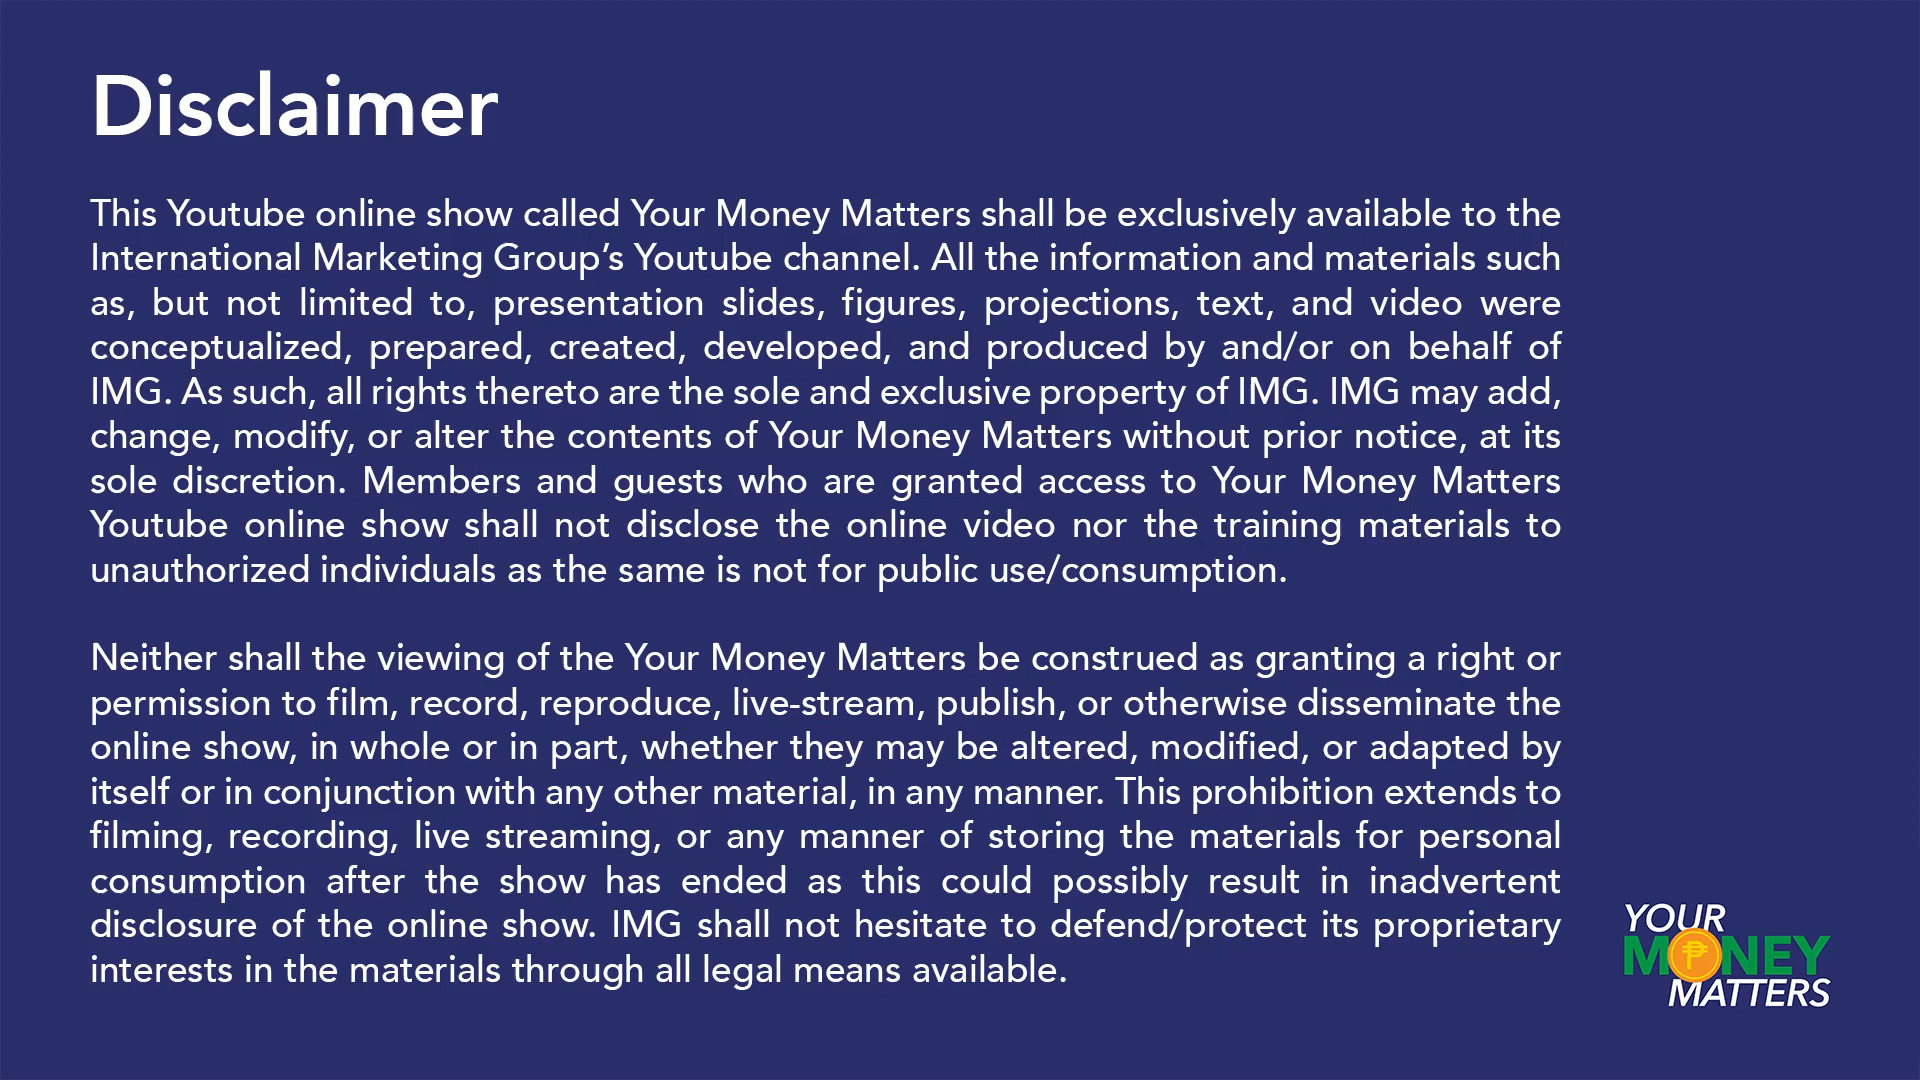 Disclaimer
This Youtube online show called Your Money Matters shall be exclusively available to the
International Marketing Group’s Youtube channel. All the information and materials such
as, but not limited to, presentation slides, figures, projections, text, and video were
conceptualized, prepared, created, developed, and produced by and/or on behalf of
IMG. As such, all rights thereto are the sole and exclusive property of IMG. IMG may add,
change, modify, or alter the contents of Your Money Matters without prior notice, at its
sole discretion. Members and guests who are granted access to Your Money Matters
Youtube online show shall not disclose the online video nor the training materials to
unauthorized individuals as the same is not for public use/consumption.
Neither shall the viewing of the Your Money Matters be construed as granting a right or
permission to film, record, reproduce, live-stream, publish, or otherwise disseminate the
online show, in whole or in part, whether they may be altered, modified, or adapted by
itself or in conjunction with any other material, in any manner. This prohibition extends to
filming, recording, live streaming, or any manner of storing the materials for personal
consumption after the show has ended as this could possibly result in inadvertent
disclosure of the online show. IMG shall not hesitate to defend/protect its proprietary
interests in the materials through all legal means available.
YOUR
M₱NEY
MATTERS